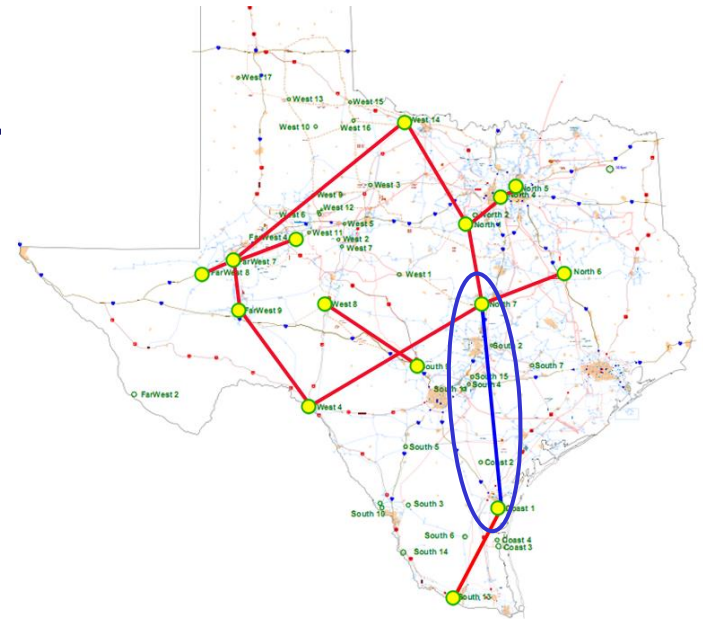 West 17
West 13
West 15
West 10
West 16
West 14
West 3
North 5
North 4
West 9
West 12
West 6
West 5
North 2
West 11
FarWest 4
West 2
West 7
FarWest 7
FarWest 8
West 1
North 6
West 8
North 7
FarWest 9
South 2
South 7
South 15
South 4
FarWest 2
West 4
South 5
Coast 2
South 3
South 10
Coast 1
South 6
Coast 4
Coast 3
South 14